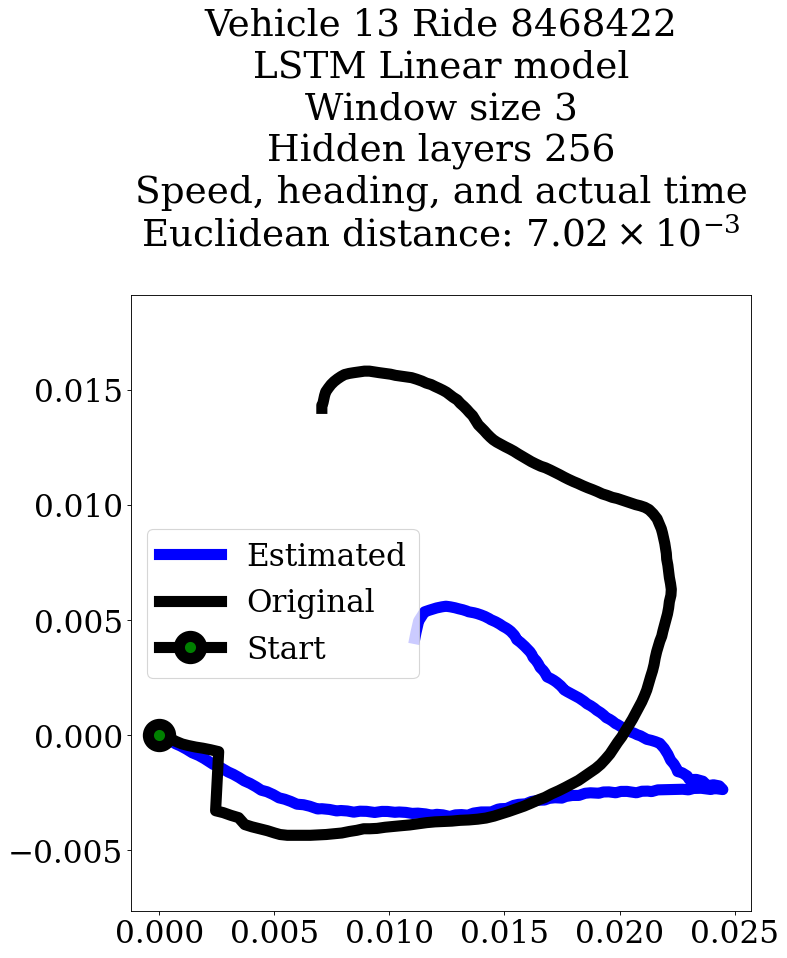 Vehicle 13 Ride 8468422
LSTM Linear model
Window size 3
Hidden layers 256
Speed, heading, and actual time
Euclidean distance: 7.02 × 10⁻³
0.015
0.010
0.005
0.000
−0.005
Estimated
Original
Start
0.000 0.005 0.010 0.015 0.020 0.025